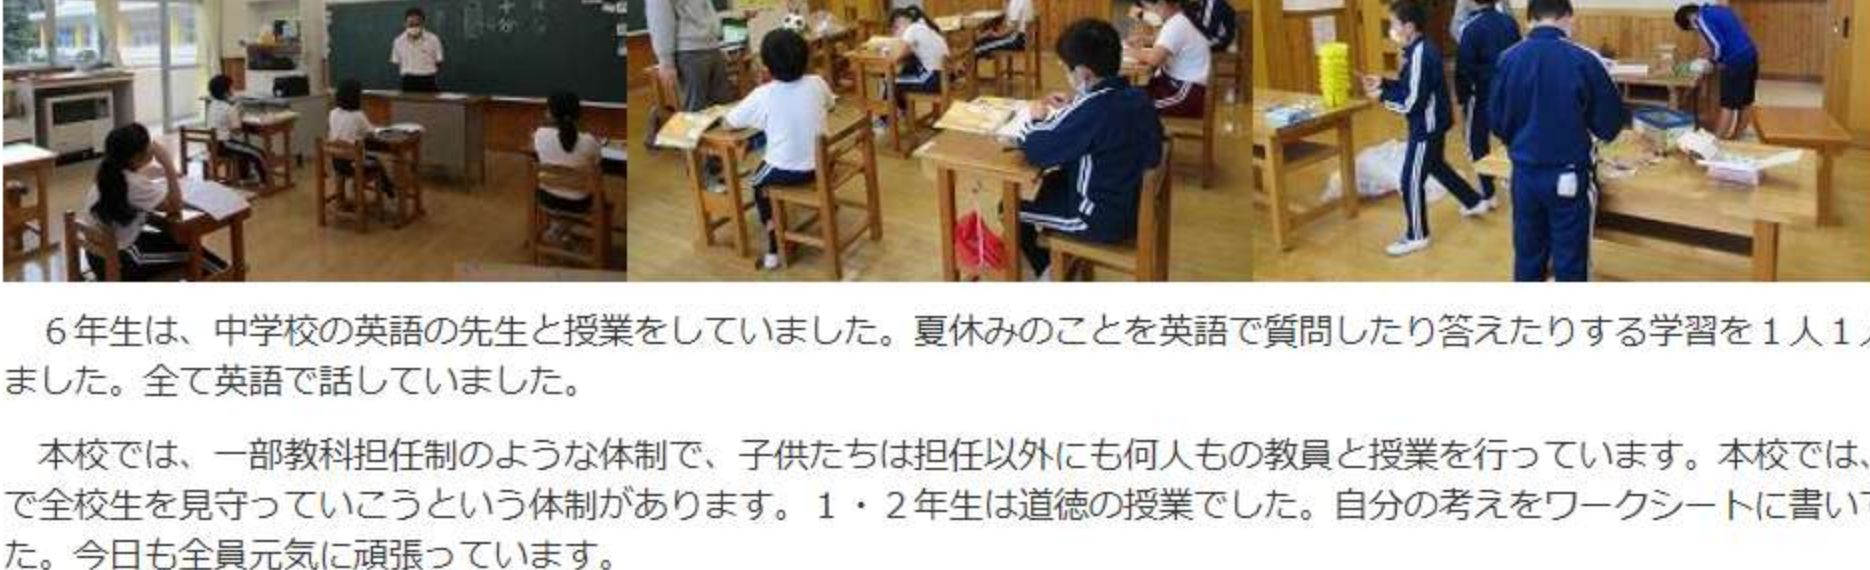 ６年生は、中学校の英語の先生と授業をしていました。夏休みのことを英語で質問したり答えたりする学習を１人１
ました。全て英語で話していました。
本校では、一部教科担任制のような体制で、子供たちは担任以外にも何人もの教員と授業を行っています。本校では、
で全校生を見守っていこうという体制があります。１・２年生は道徳の授業でした。自分の考えをワークシートに書いて
た。今日も全員元気に頑張っています。